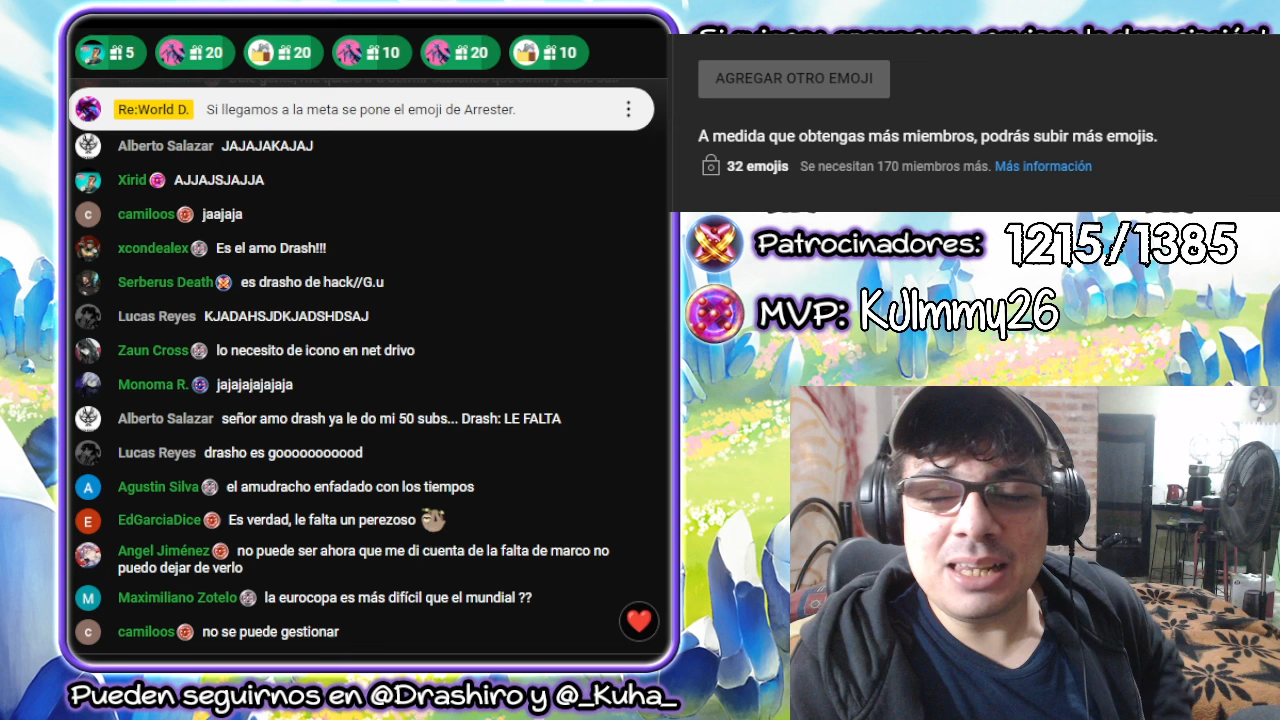 5
20
20
10
20
10
Re:World D. Si llegamos a la meta se pone el emoji de Arrester.
Alberto Salazar JAJAJAKAJAJ
Xirid AJJAJSJAJJA
camiloos jaajaja
xcondealex Es el amo Drash!!!
Serberus Death es drasho de hack//G.u
Lucas Reyes KJADAHSJDKJADSHDSAJ
Zaun Cross lo necesito de icono en net drivo
Monoma R. jajajajajajaja
Alberto Salazar señor amo drash ya le do mi 50 subs... Drash: LE FALTA
Lucas Reyes drasho es gooooooooood
A Agustin Silva el amudracho enfadado con los tiempos
E EdGarciaDice Es verdad, le falta un perezoso
Angel Jiménez no puede ser ahora que me di cuenta de la falta de marco no
puedo dejar de verlo
M Maximiliano Zotelo la eurocopa es más difícil que el mundial ??
c camiloos no se puede gestionar
Pueden seguirnos en @Drashiro y @_Kuha_
AGREGAR OTRO EMOJI
A medida que obtengas más miembros, podrás subir más emojis.
32 emojis Se necesitan 170 miembros más. Más información
Patrocinadores: 1215/1385
MVP: KJImmy26